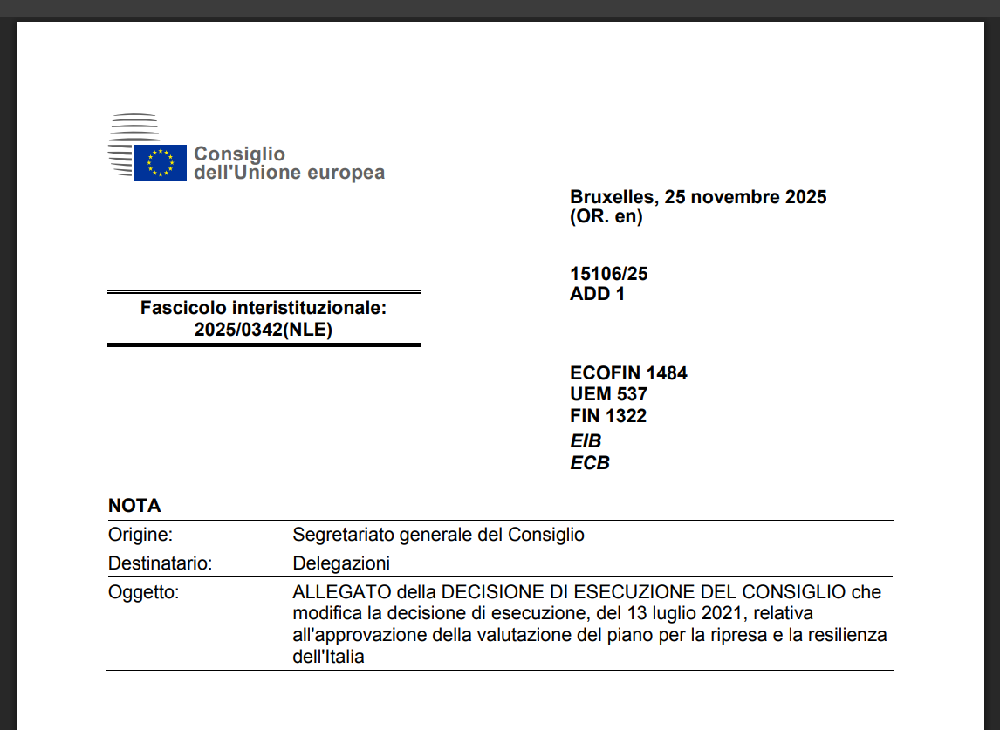 Consiglio
dell'Unione europea
Bruxelles, 25 novembre 2025
(OR. en)
15106/25
ADD 1
Fascicolo interistituzionale:
2025/0342(NLE)
ECOFIN 1484
UEM 537
FIN 1322
EIB
ECB
NOTA
Origine: Segretariato generale del Consiglio
Destinatario: Delegazioni
Oggetto: ALLEGATO della DECISIONE DI ESECUZIONE DEL CONSIGLIO che
modifica la decisione di esecuzione, del 13 luglio 2021, relativa
all'approvazione della valutazione del piano per la ripresa e la resilienza
dell'Italia